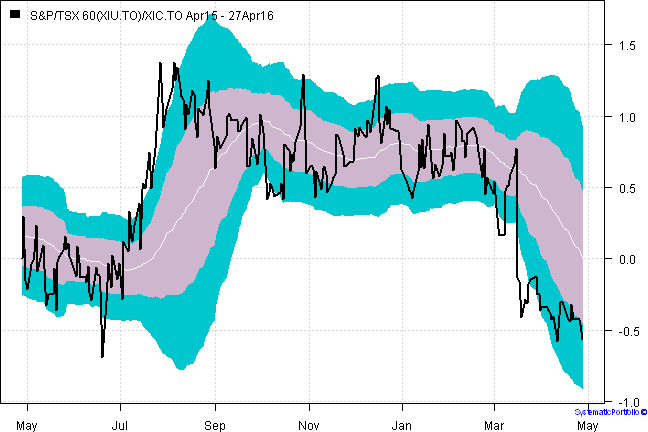 S&P/TSX 60(XIU.TO)/XIC.TO Apr15 - 27Apr16
1.5
1.0
0.5
0.0
-0.5
-1.0
SystematicPortfolio ©
May Jul Sep Nov Jan Mar May